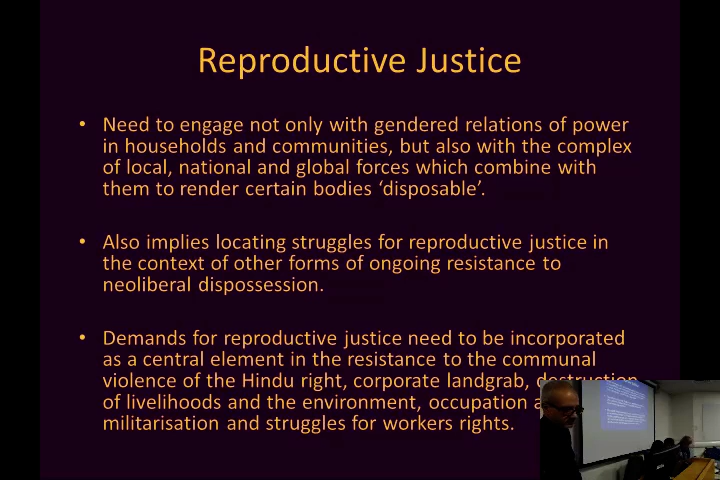 Reproductive Justice
• Need to engage not only with gendered relations of power
in households and communities, but also with the complex
of local, national and global forces which combine with
them to render certain bodies ‘disposable’.
• Also implies locating struggles for reproductive justice in
the context of other forms of ongoing resistance to
neoliberal dispossession.
• Demands for reproductive justice need to be incorporated
as a central element in the resistance to the communal
violence of the Hindu right, corporate landgrab, destruction
of livelihoods and the environment, occupation
militarisation and struggles for workers rights.